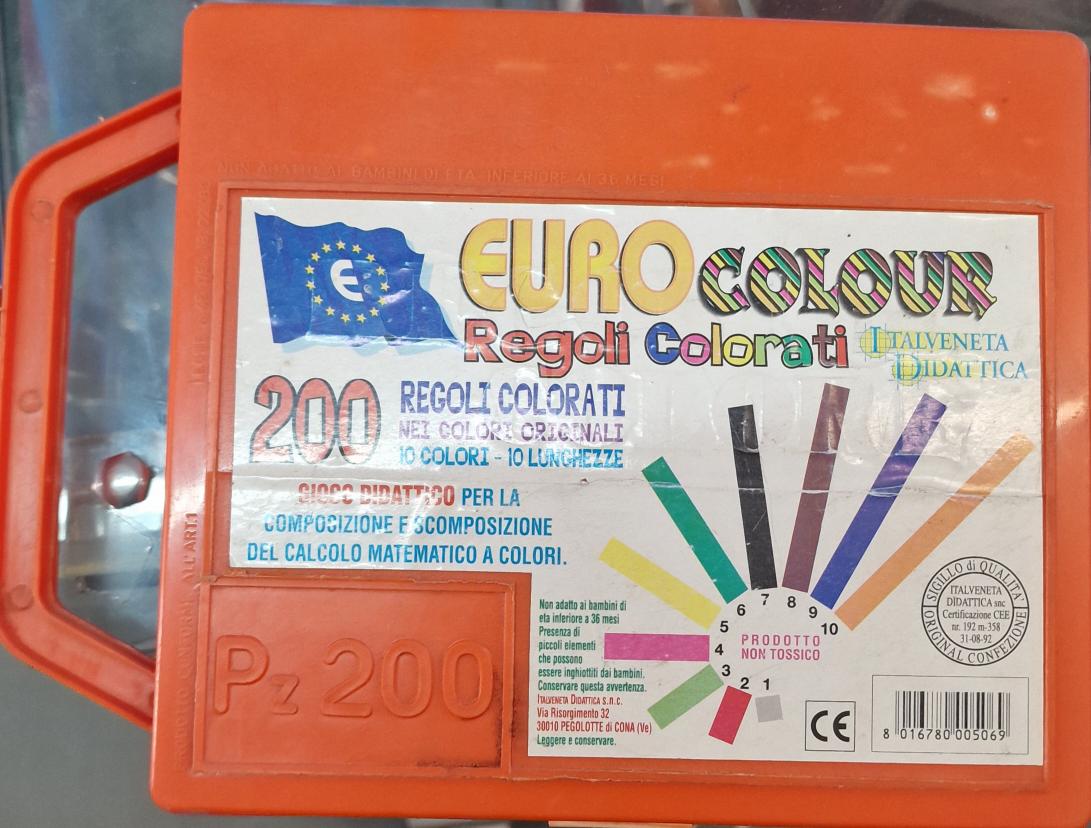 NON ADATTO AI BAMBINI DI ETA INFERIORE AI 36 MESI
EURO COLOUR
Regoli Colorati
ITALVENETA
DIDATTICA
200
REGOLI COLORATI
NEI COLORI ORIGINALI
10 COLORI - 10 LUNGHEZZE
GIOCO DIDATTICO PER LA
COMPOSIZIONE E SCOMPOSIZIONE
DEL CALCOLO MATEMATICO A COLORI.
Pz 200
Non adatto ai bambini di
eta inferiore a 36 mesi
Presenza di
piccoli elementi
che possono
essere inghiottiti dai bambini.
Conservare questa avvertenza.
ITALVENETA DIDATTICA s.n.c.
Via Risorgimento 32
30010 PEGOLOTTE di CONA (Ve)
Leggere e conservare.
1
2
3
4
5
6
7
8
9
10
PRODOTTO
NON TOSSICO
SIGILLO di QUALITA'
ITALVENETA
DIDATTICA snc
Certificazione CEE
nr. 192 m-358
31-08-92
ORIGINAL CONFEZIONE
CE
8 016780 005069
ALL'ART.1